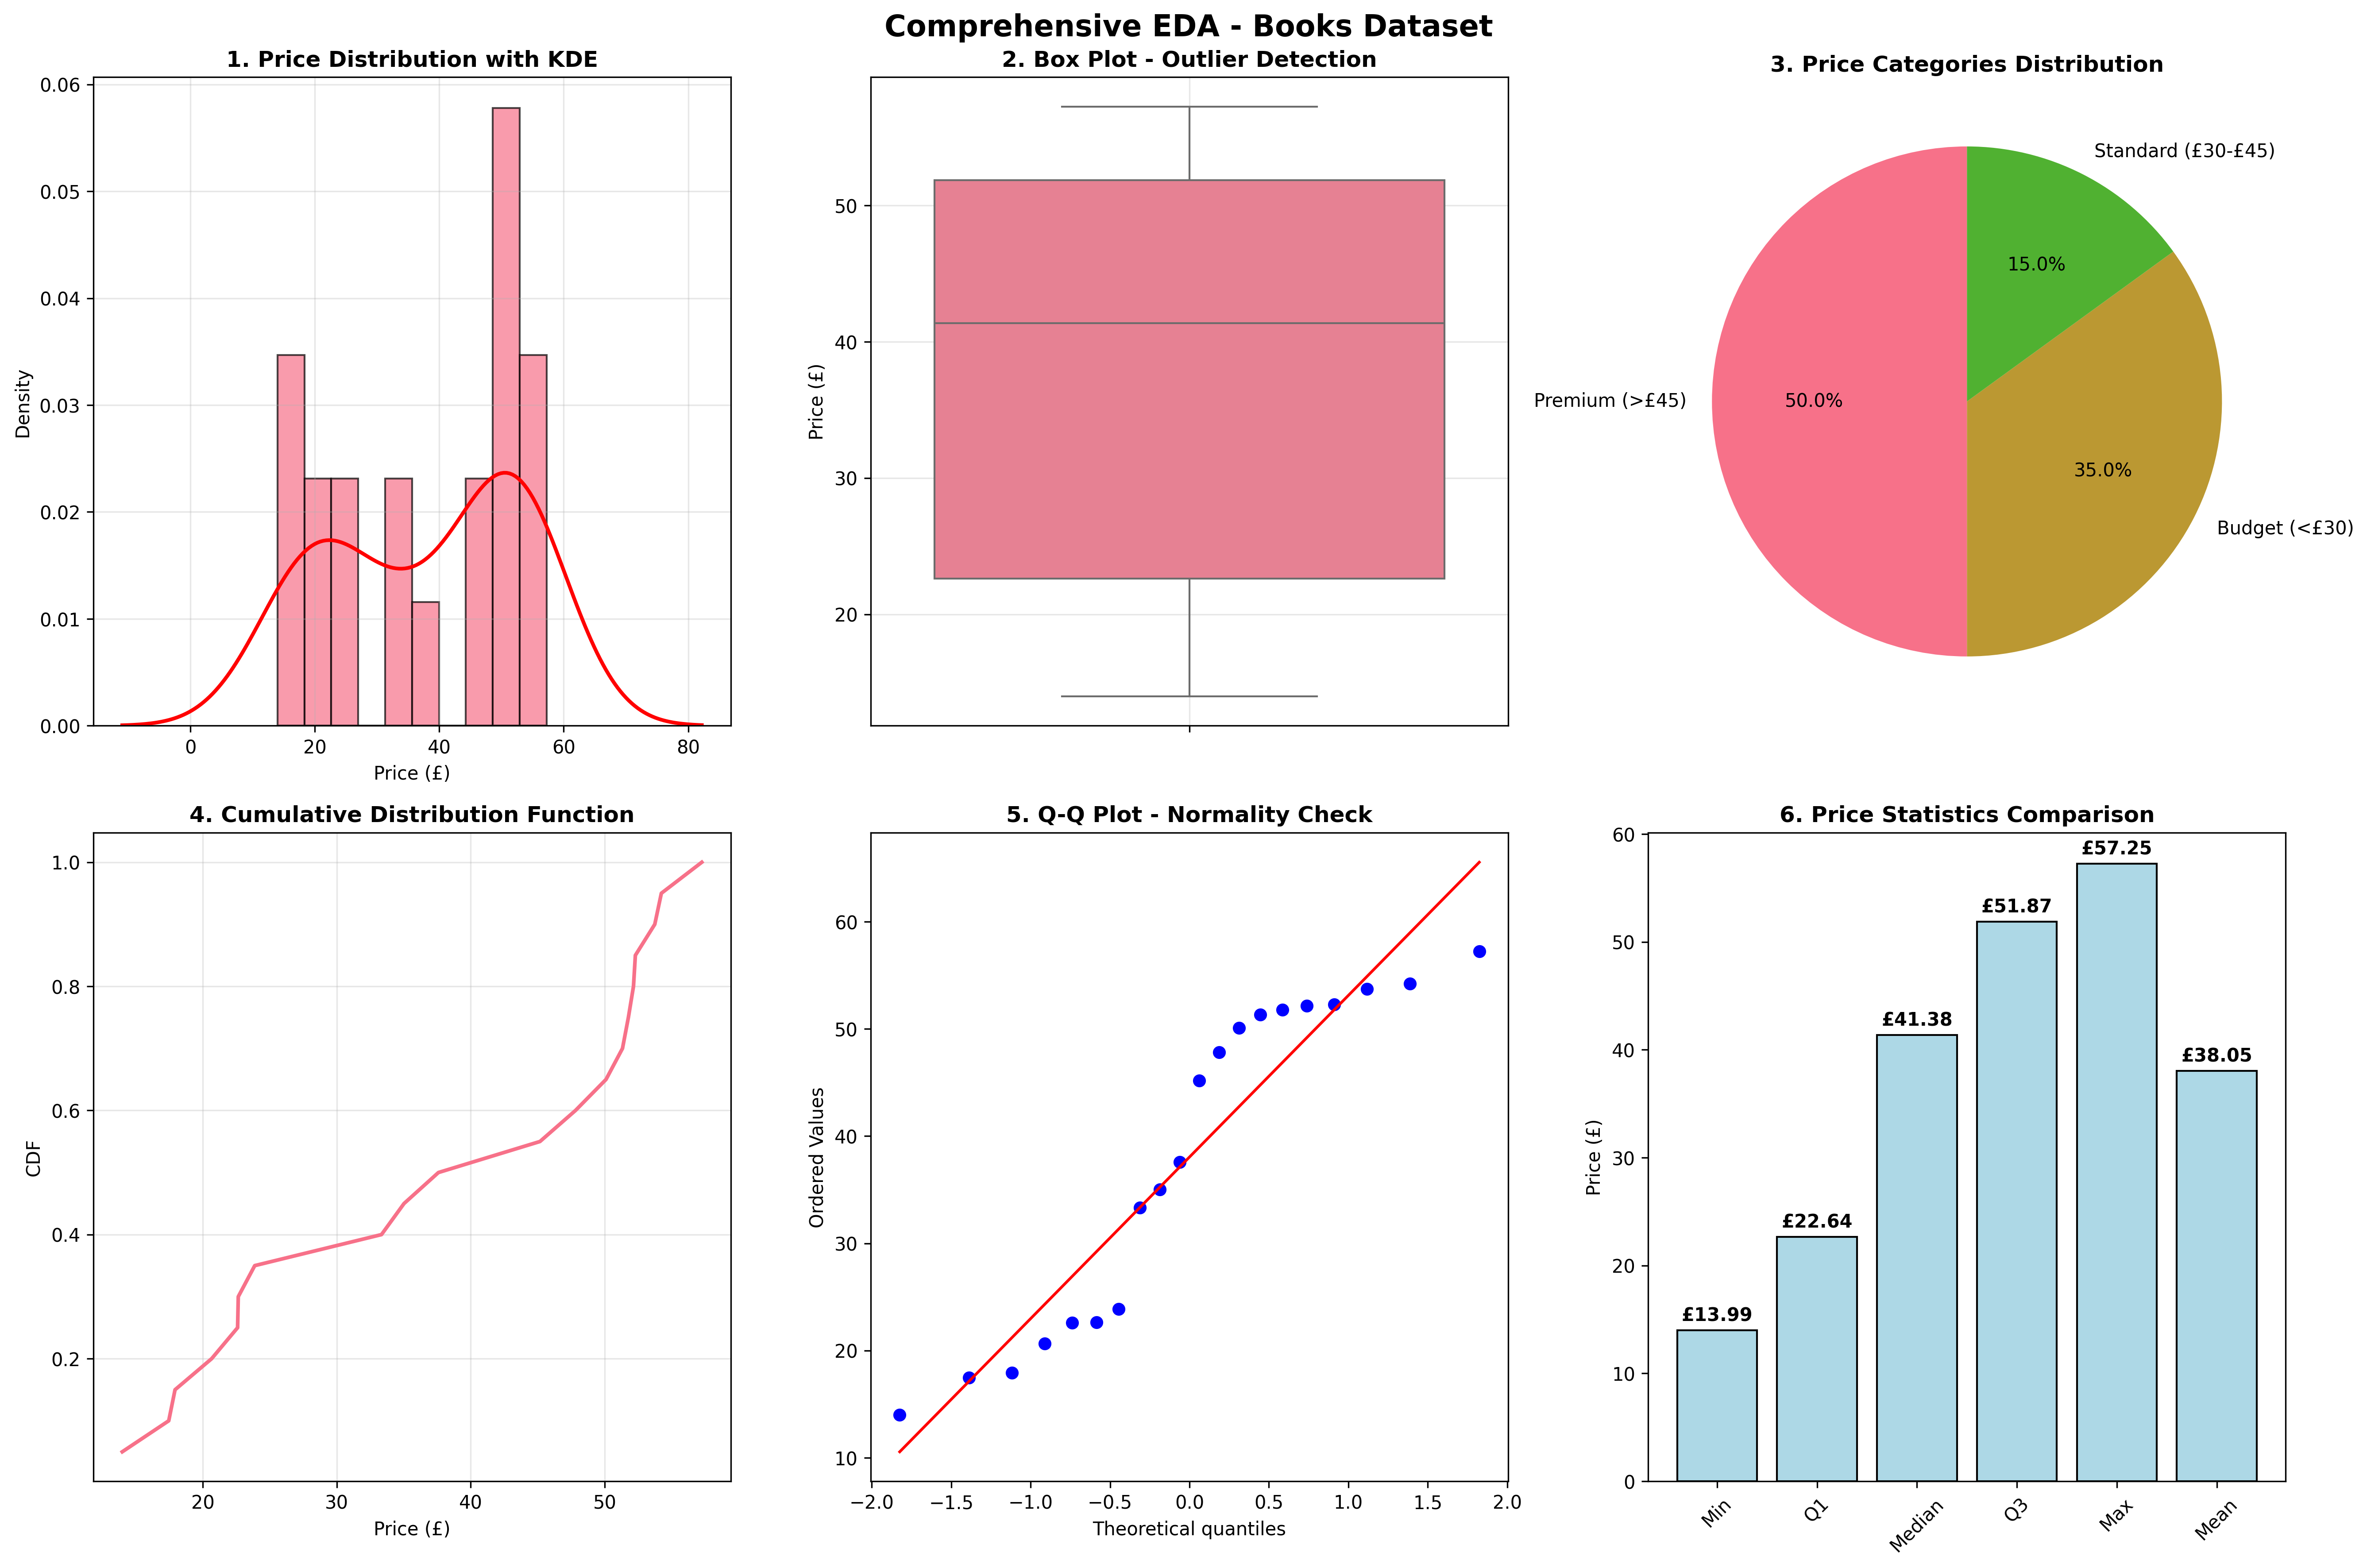 Comprehensive EDA - Books Dataset
1. Price Distribution with KDE
0.06
0.05
0.04
0.03
0.02
0.01
0.00
Density
0
20
40
60
80
Price (£)
2. Box Plot - Outlier Detection
50
40
30
20
Price (£)
3. Price Categories Distribution
Standard (£30-£45)
15.0%
Premium (>£45)
50.0%
35.0%
Budget (<£30)
4. Cumulative Distribution Function
1.0
0.8
0.6
0.4
0.2
CDF
20
30
40
50
Price (£)
5. Q-Q Plot - Normality Check
60
50
40
30
20
10
Ordered Values
−2.0
−1.5
−1.0
−0.5
0.0
0.5
1.0
1.5
2.0
Theoretical quantiles
6. Price Statistics Comparison
60
50
40
30
20
10
0
Price (£)
£13.99
£22.64
£41.38
£51.87
£57.25
£38.05
Min
Q1
Median
Q3
Max
Mean